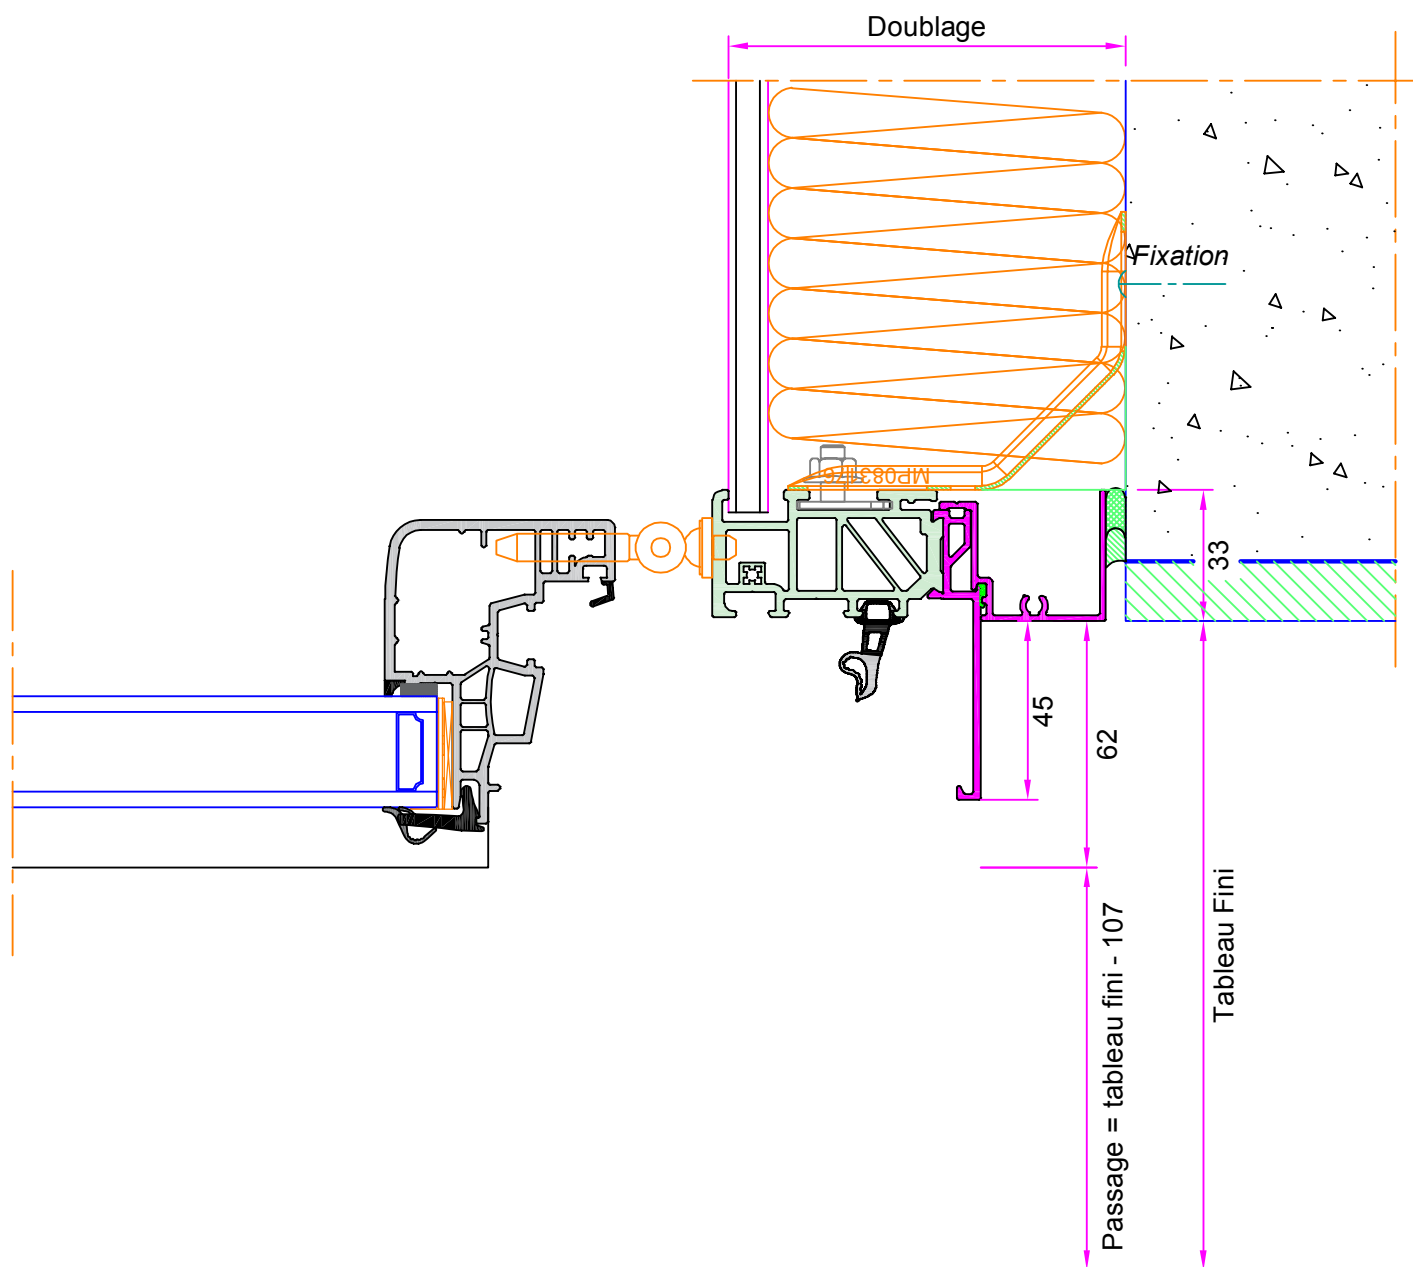 Doublage
Fixation
33
45
62
Passage = tableau fini - 107
Tableau Fini